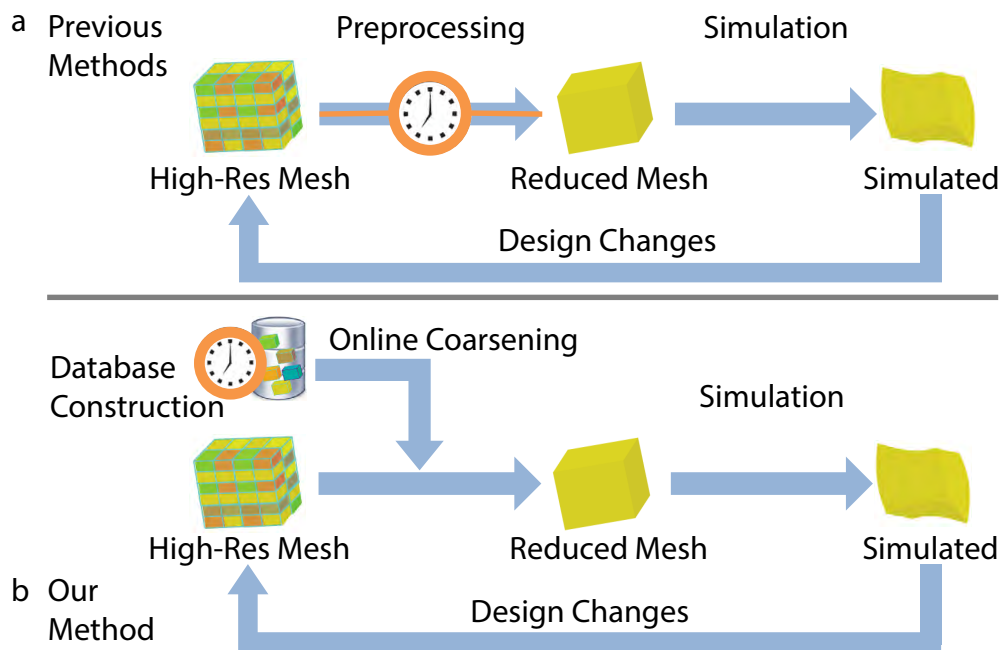 a Previous Methods
Preprocessing
Simulation
High-Res Mesh
Reduced Mesh
Simulated
Design Changes
Database Construction
Online Coarsening
Simulation
High-Res Mesh
Reduced Mesh
Simulated
b Our Method
Design Changes